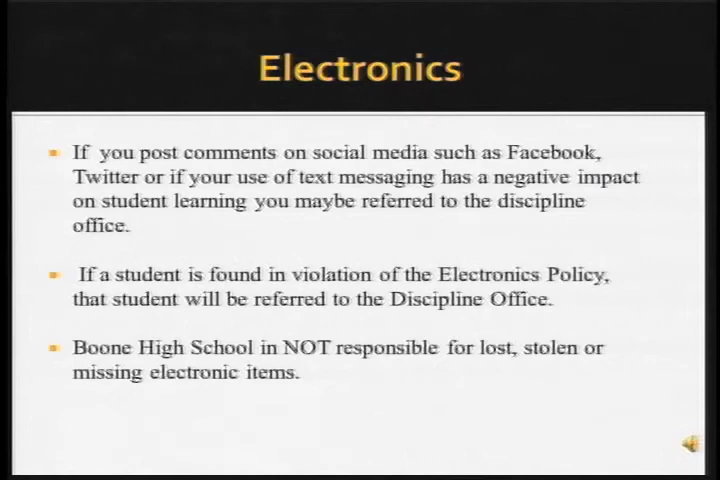 Electronics
If you post comments on social media such as Facebook,
Twitter or if your use of text messaging has a negative impact
on student learning you maybe referred to the discipline
office.
If a student is found in violation of the Electronics Policy,
that student will be referred to the Discipline Office.
Boone High School in NOT responsible for lost, stolen or
missing electronic items.